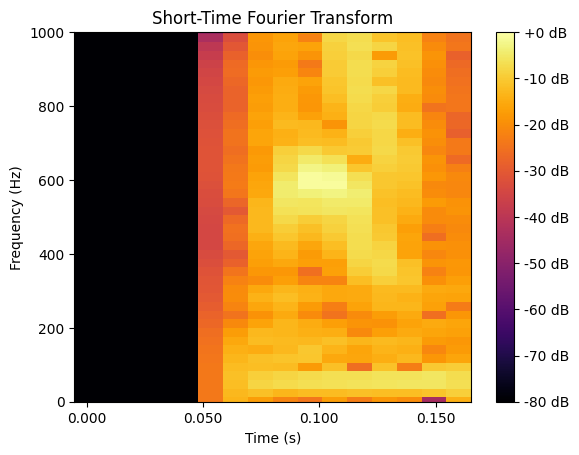 Short-Time Fourier Transform
Frequency (Hz)
1000
800
600
400
200
0
0.000
0.050
0.100
0.150
Time (s)
+0 dB
-10 dB
-20 dB
-30 dB
-40 dB
-50 dB
-60 dB
-70 dB
-80 dB